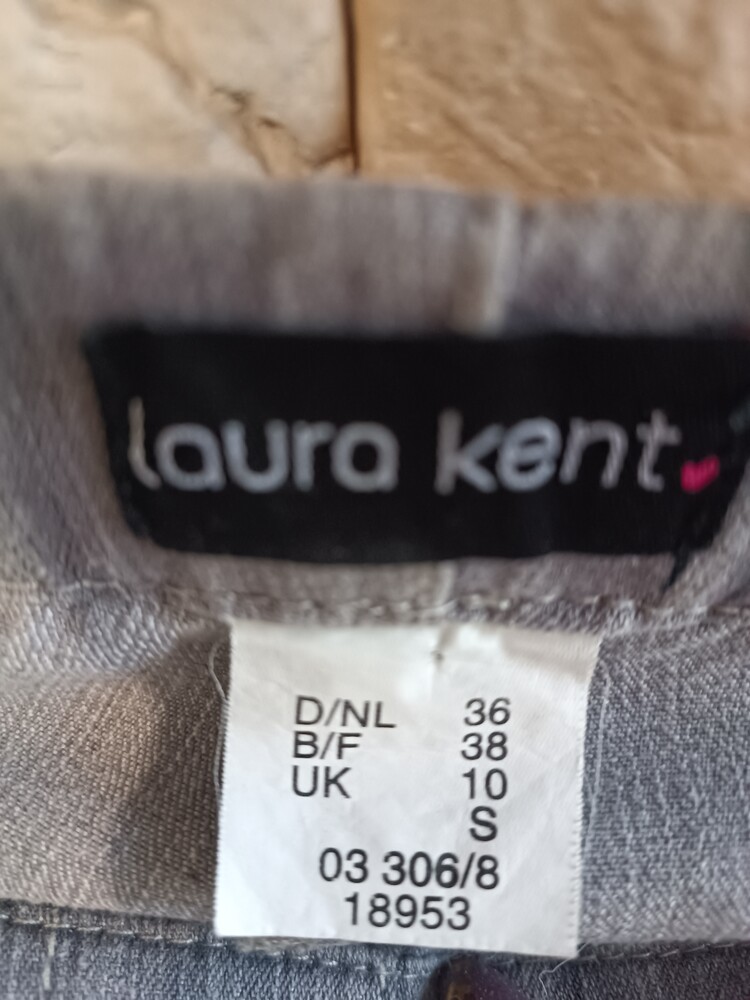 laura kent
D/NL 36
B/F 38
UK 10
S
03 306/8
18953